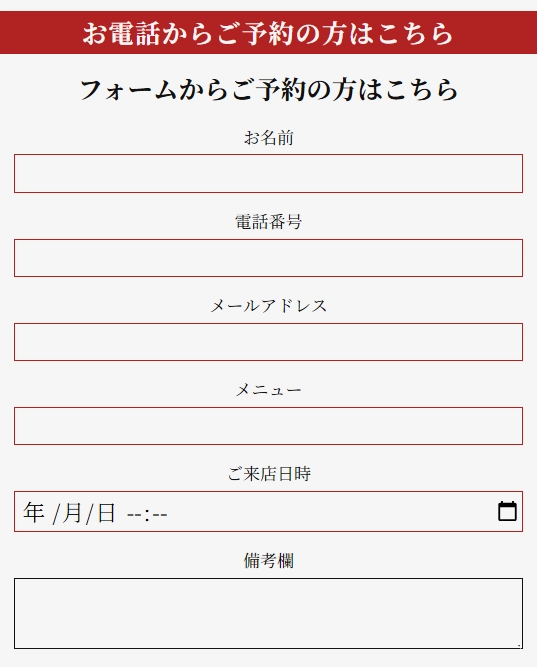 お電話からご予約の方はこちら
フォームからご予約の方はこちら
お名前
電話番号
メールアドレス
メニュー
ご来店日時
年 /月/日 --:--
備考欄